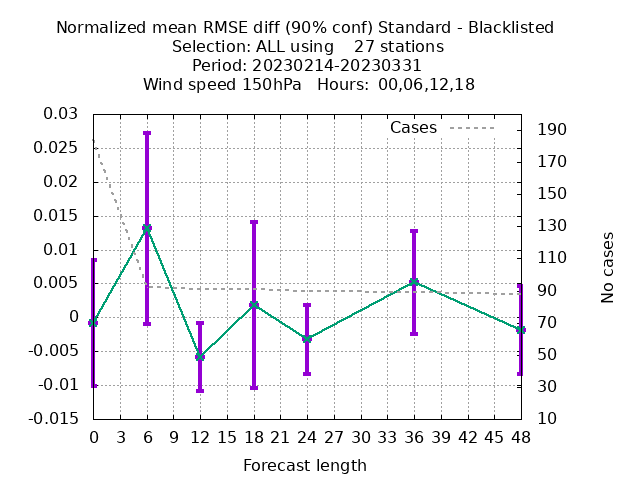 Normalized mean RMSE diff (90% conf) Standard - Blacklisted
Selection: ALL using    27 stations
Period: 20230214-20230331
Wind speed 150hPa   Hours:  00,06,12,18
Cases
0.03
0.025
0.02
0.015
0.01
0.005
0
-0.005
-0.01
-0.015
190
170
150
130
110
90
70
50
30
10
No cases
0 3 6 9 12 15 18 21 24 27 30 33 36 39 42 45 48
Forecast length